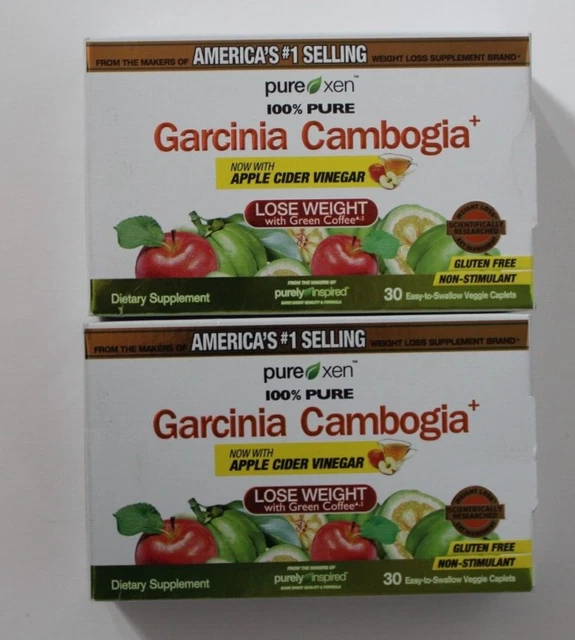 FROM THE MAKERS OF AMERICA'S #1 SELLING WEIGHT LOSS SUPPLEMENT BRAND+
pure xen™
100% PURE
Garcinia Cambogia+
NOW WITH
APPLE CIDER VINEGAR
LOSE WEIGHT
with Green Coffee
WEIGHT LOSS
SCIENTIFICALLY
RESEARCHED
GLUTEN FREE
NON-STIMULANT
Dietary Supplement
FROM THE MAKERS OF
purely inspired
30 Easy-to-Swallow Veggie Caplets
FROM THE MAKERS OF AMERICA'S #1 SELLING WEIGHT LOSS SUPPLEMENT BRAND+
pure xen™
100% PURE
Garcinia Cambogia+
NOW WITH
APPLE CIDER VINEGAR
LOSE WEIGHT
with Green Coffee
WEIGHT LOSS
SCIENTIFICALLY
RESEARCHED
GLUTEN FREE
NON-STIMULANT
Dietary Supplement
FROM THE MAKERS OF
purely inspired
30 Easy-to-Swallow Veggie Caplets